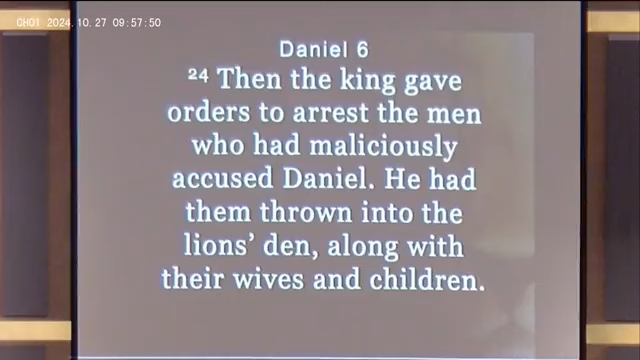 CH01 2024.10.27 09:57:50
Daniel 6
24 Then the king gave
orders to arrest the men
who had maliciously
accused Daniel. He had
them thrown into the
lions’ den, along with
their wives and children.